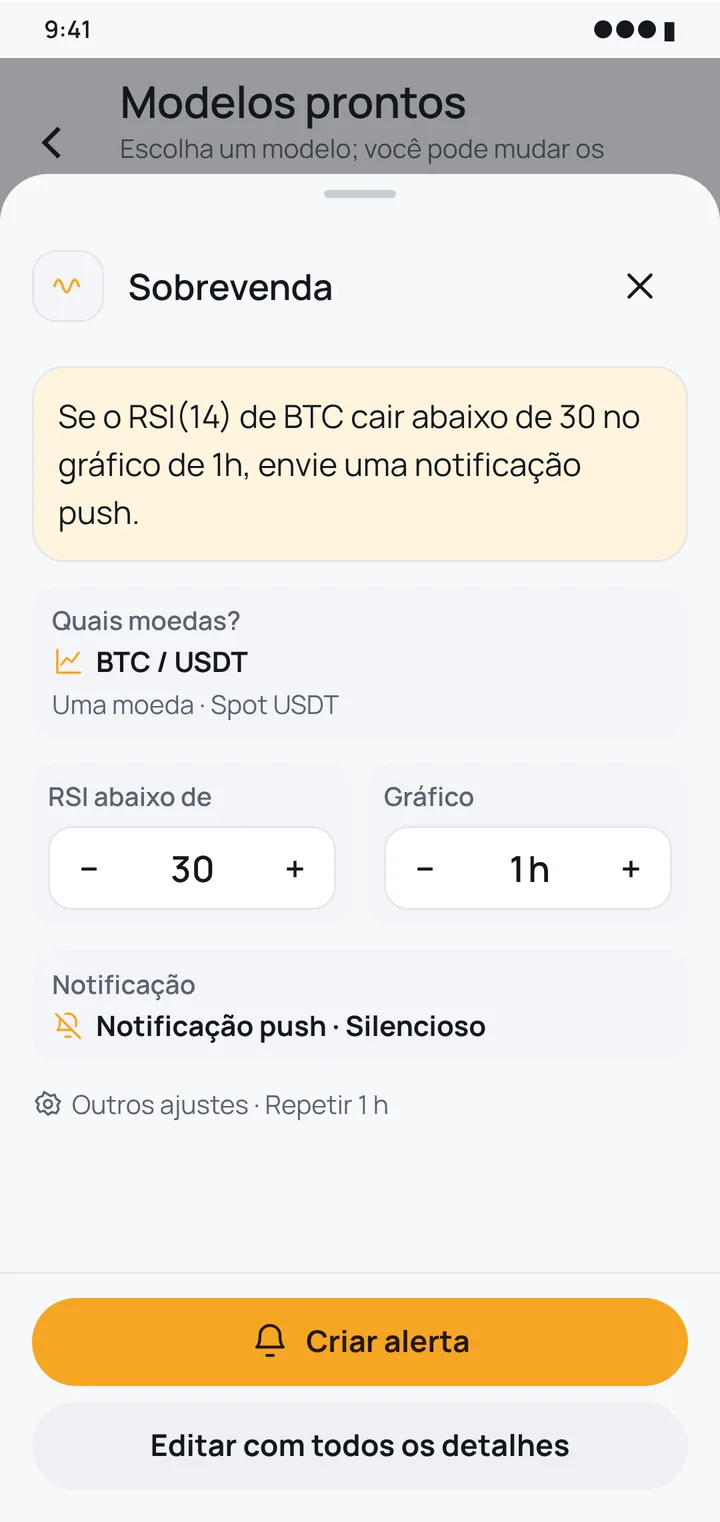 9:41
Modelos prontos
Escolha um modelo; você pode mudar os
Sobrevenda
Se o RSI(14) de BTC cair abaixo de 30 no
gráfico de 1h, envie uma notificação
push.
Quais moedas?
BTC / USDT
Uma moeda · Spot USDT
RSI abaixo de
Gráfico
− 30 +
− 1h +
Notificação
Notificação push · Silencioso
Outros ajustes · Repetir 1 h
Criar alerta
Editar com todos os detalhes